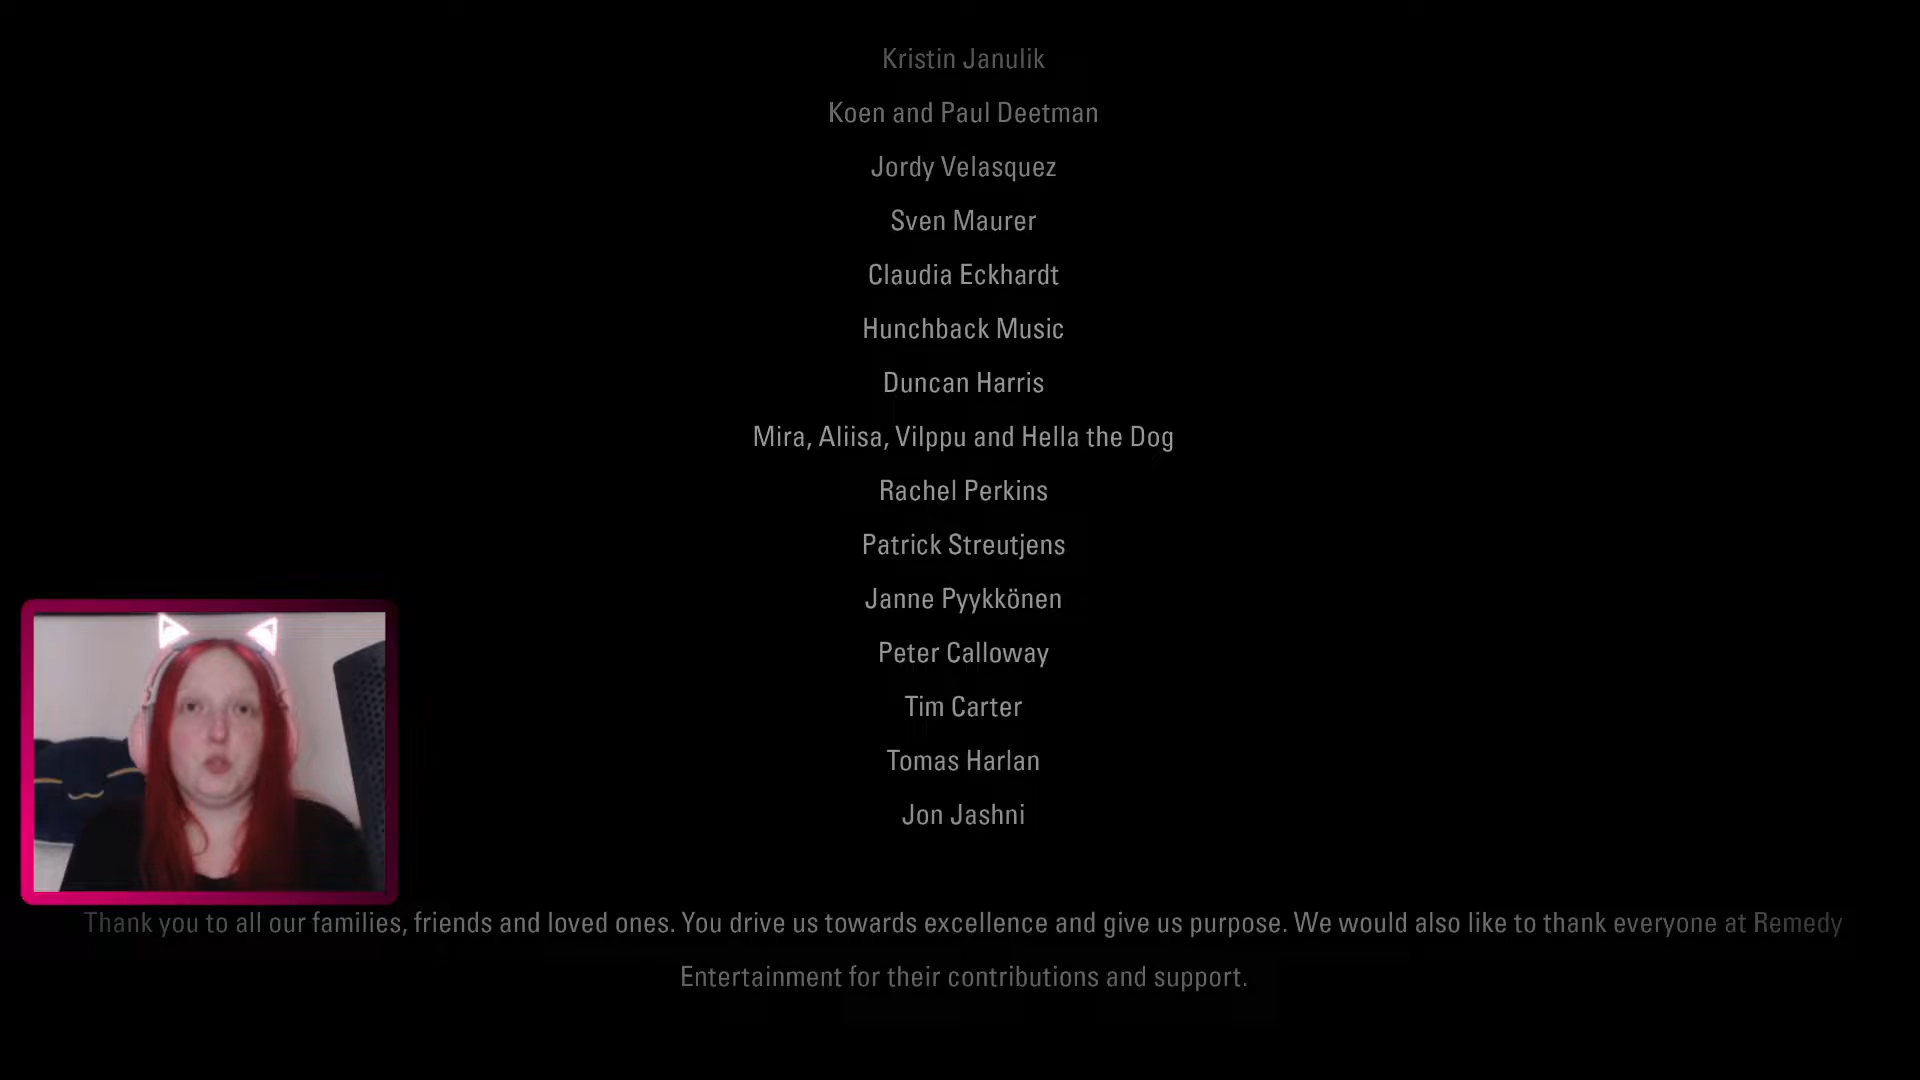 Kristin Janulik
Koen and Paul Deetman
Jordy Velasquez
Sven Maurer
Claudia Eckhardt
Hunchback Music
Duncan Harris
Mira, Aliisa, Vilppu and Hella the Dog
Rachel Perkins
Patrick Streutjens
Janne Pyykkönen
Peter Calloway
Tim Carter
Tomas Harlan
Jon Jashni
Thank you to all our families, friends and loved ones. You drive us towards excellence and give us purpose. We would also like to thank everyone at Remedy
Entertainment for their contributions and support.